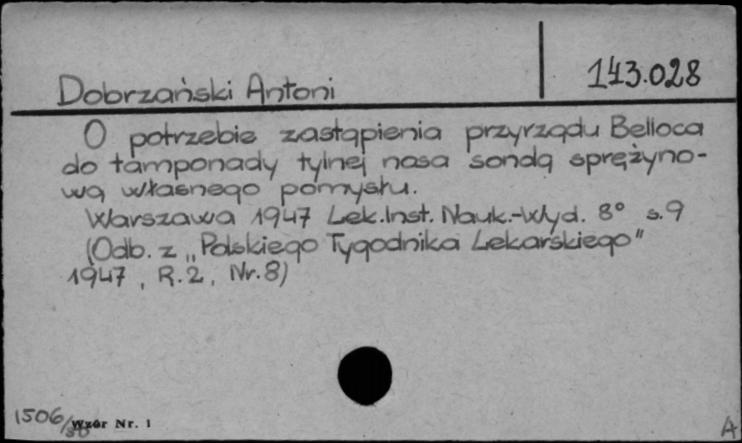 143.028
Dobrzański Antoni
O potrzebie zastąpienia przyrządu Belloca
do tamponady tylnej nosa sondą sprężyno-
wą własnego pomysłu.
Warszawa 1947 Lek.Inst. Nauk.-Wyd. 8° s.9
(Odb. z „Polskiego Tygodnika Lekarskiego"
1947, R.2, Nr.8)
1506/50 Wzór Nr. 1
A